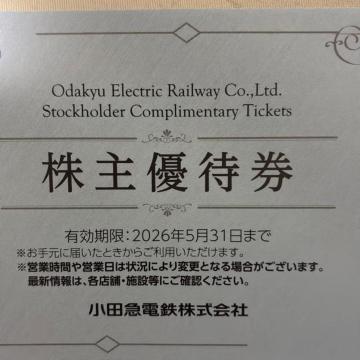 Odakyu Electric Railway Co.,Ltd.
Stockholder Complimentary Tickets
株主優待券
有効期限：2026年5月31日まで
※お手元に届いたときからご利用いただけます。
※営業時間や営業日は状況により変更となる場合がございます。
最新情報は、各店舗・施設等にご確認ください。
小田急電鉄株式会社